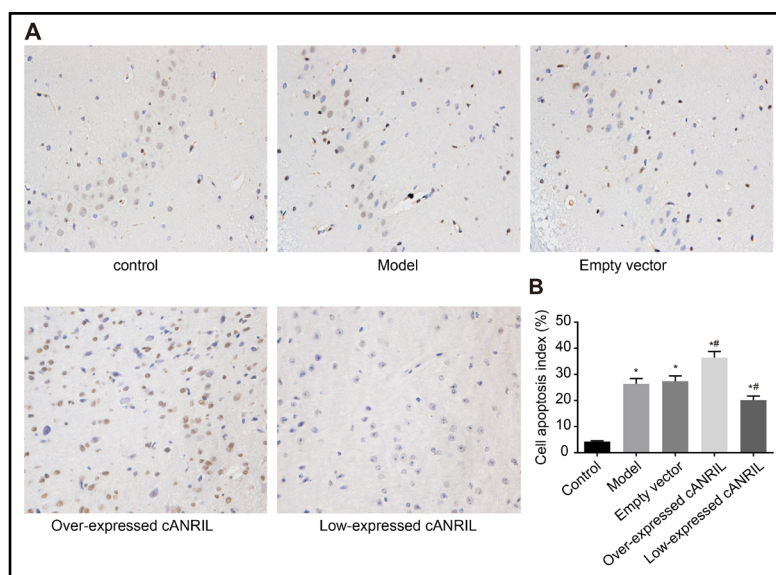 A
control
Model
Empty vector
Over-expressed cANRIL
Low-expressed cANRIL
B
Cell apoptosis index (%)
50
40
30
20
10
0
*
*
*#
*#
Control
Model
Empty vector
Over-expressed cANRIL
Low-expressed cANRIL